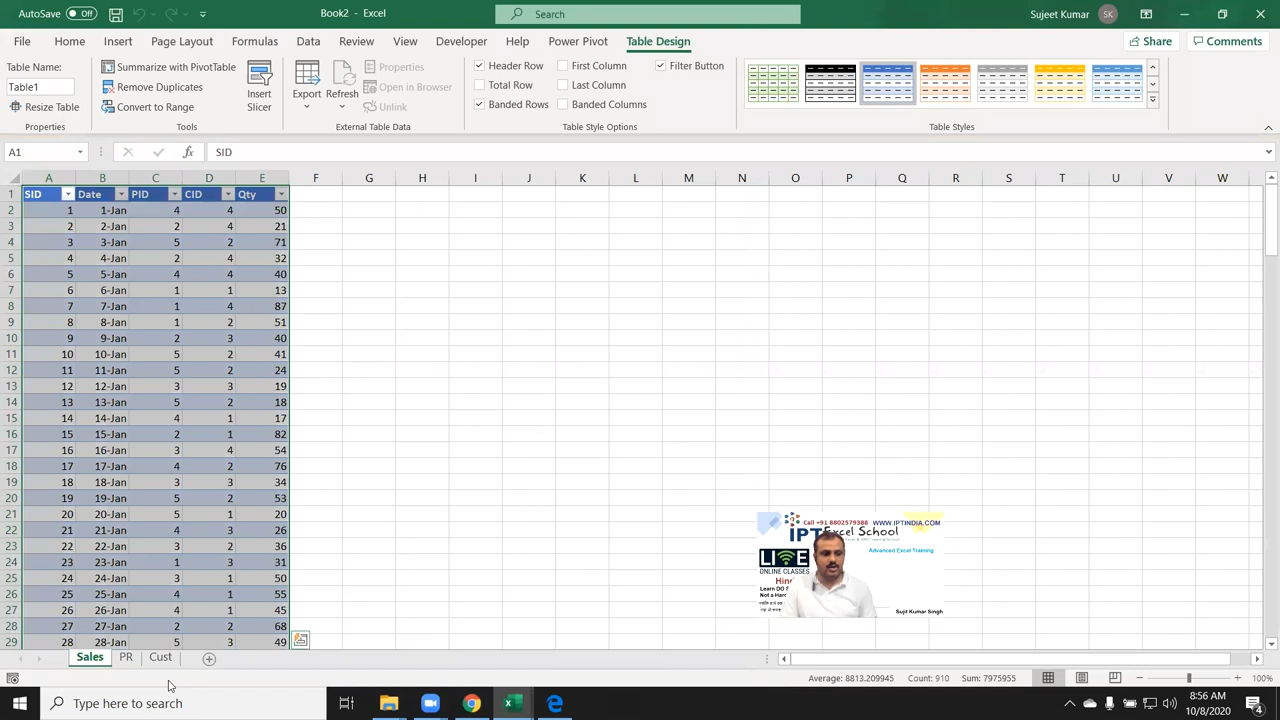 AutoSave Off
Book2 - Excel
Search
Sujeet Kumar SK
File Home Insert Page Layout Formulas Data Review View Developer Help Power Pivot Table Design Share Comments
Table Name:
Table1
Resize Table
Properties
Summarize with PivotTable
Remove Duplicates
Convert to Range
Tools
Insert Slicer
Export Refresh
Properties
Open in Browser
Unlink
External Table Data
Header Row First Column Filter Button
Total Row Last Column
Banded Rows Banded Columns
Table Style Options
Table Styles
A1 fx SID
A B C D E F G H I J K L M N O P Q R S T U V W
1 SID Date PID CID Qty
2 1 1-Jan 4 4 50
3 2 2-Jan 2 4 21
4 3 3-Jan 5 2 71
5 4 4-Jan 2 4 32
6 5 5-Jan 4 4 40
7 6 6-Jan 1 1 13
8 7 7-Jan 1 4 87
9 8 8-Jan 1 2 51
10 9 9-Jan 2 3 40
11 10 10-Jan 5 2 41
12 11 11-Jan 5 2 24
13 12 12-Jan 3 3 19
14 13 13-Jan 5 2 18
15 14 14-Jan 4 1 17
16 15 15-Jan 2 1 82
17 16 16-Jan 3 4 54
18 17 17-Jan 4 2 76
19 18 18-Jan 3 3 34
20 19 19-Jan 5 2 53
21 20 20-Jan 5 1 20
22 21 21-Jan 4 3 26
23 22 22-Jan 3 2 36
24 23 23-Jan 3
25 24 24-Jan 3 1 50
26 25 25-Jan 4 1 55
27 26 26-Jan 4 1 45
28 27 27-Jan 2 68
29 28 28-Jan 5 3 49
Call +91 8802579388 WWW.IPTINDIA.COM
IPT Excel School
Advanced Excel Training
LIVE
ONLINE CLASSES
Learn DO
Not a Har
Sujit Kumar Singh
Sales PR Cust
Average: 8813.209945 Count: 910 Sum: 7975955 100%
Type here to search
8:56 AM
10/8/2020